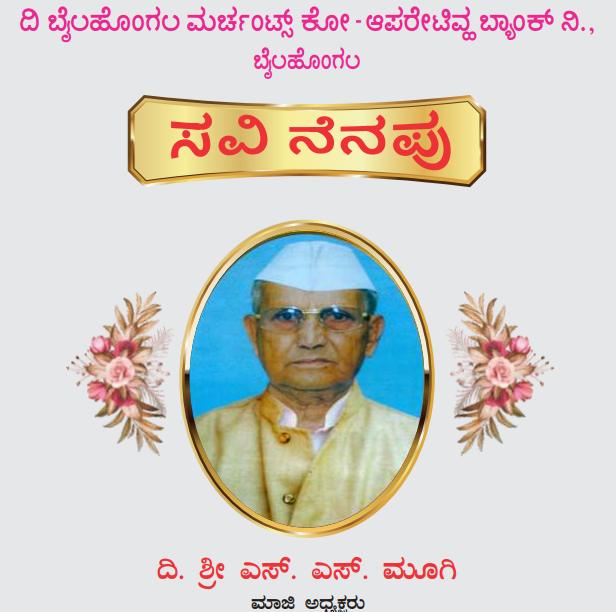 ದಿ ಬೈಲಹೊಂಗಲ ಮರ್ಚಂಟ್ಸ್ ಕೋ - ಆಪರೇಟಿವ್ಹ ಬ್ಯಾಂಕ್ ನಿ.,
ಬೈಲಹೊಂಗಲ
ಸವಿ ನೆನಪು
ದಿ. ಶ್ರೀ ಎಸ್. ಎಸ್. ಮೂಗಿ
ಮಾಜಿ ಅಧ್ಯಕ್ಷರು